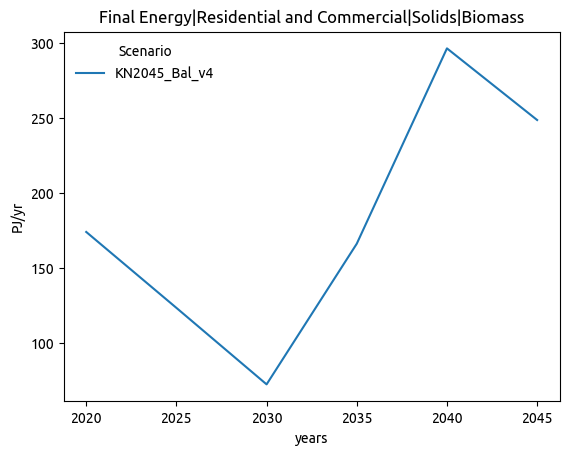 Final Energy|Residential and Commercial|Solids|Biomass
300
250
200
150
100
PJ/yr
Scenario
KN2045_Bal_v4
2020 2025 2030 2035 2040 2045
years